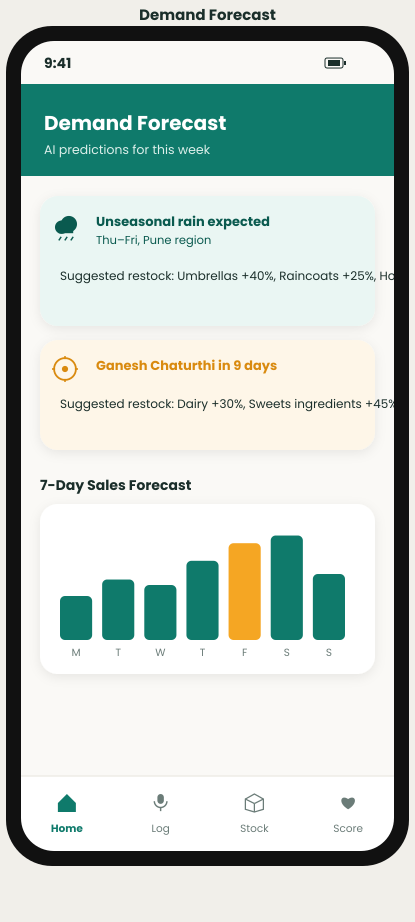 Demand Forecast
9:41
Demand Forecast
AI predictions for this week
Unseasonal rain expected
Thu–Fri, Pune region
Suggested restock: Umbrellas +40%, Raincoats +25%,
Ganesh Chaturthi in 9 days
Suggested restock: Dairy +30%, Sweets ingredients +45%
7-Day Sales Forecast
M T W T F S S
Home Log Stock Score